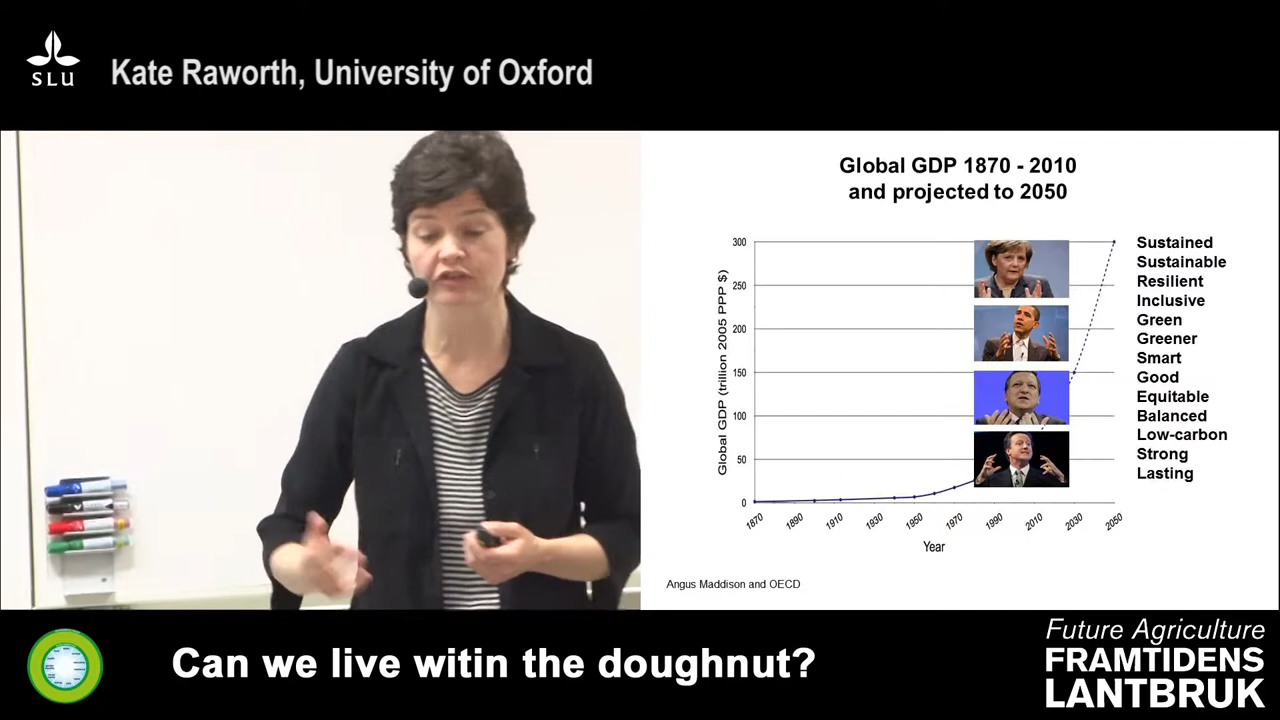 SLU
Kate Raworth, University of Oxford
Global GDP 1870 - 2010
and projected to 2050
Global GDP (trillion 2005 PPP $)
300
250
200
150
100
50
0
1870
1890
1910
1930
1950
1970
1990
2010
2030
2050
Year
Sustained
Sustainable
Resilient
Inclusive
Green
Greener
Smart
Good
Equitable
Balanced
Low-carbon
Strong
Lasting
Angus Maddison and OECD
Can we live witin the doughnut?
Future Agriculture
FRAMTIDENS
LANTBRUK